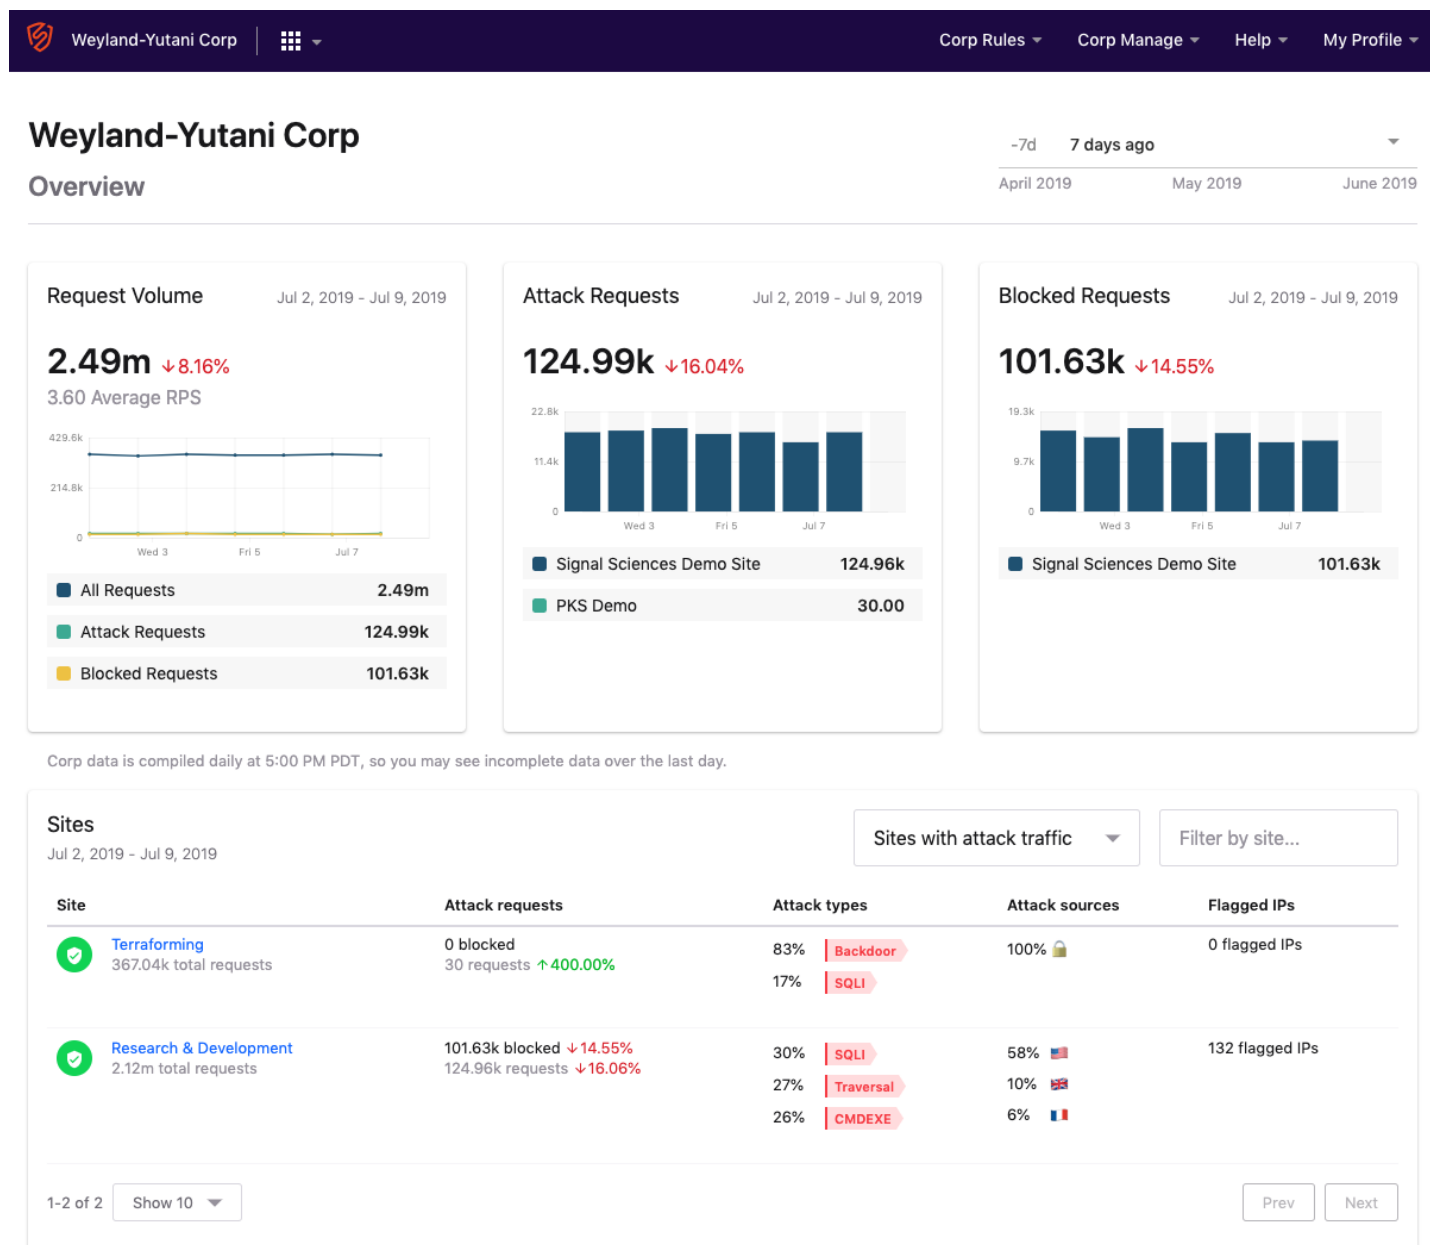 Weyland-Yutani Corp
Corp Rules
Corp Manage
Help
My Profile
Weyland-Yutani Corp
Overview
-7d 7 days ago
April 2019 May 2019 June 2019
Request Volume Jul 2, 2019 - Jul 9, 2019
2.49m ↓8.16%
3.60 Average RPS
429.6k
214.8k
0
Wed 3 Fri 5 Jul 7
All Requests 2.49m
Attack Requests 124.99k
Blocked Requests 101.63k
Attack Requests Jul 2, 2019 - Jul 9, 2019
124.99k ↓16.04%
22.8k
11.4k
0
Wed 3 Fri 5 Jul 7
Signal Sciences Demo Site 124.96k
PKS Demo 30.00
Blocked Requests Jul 2, 2019 - Jul 9, 2019
101.63k ↓14.55%
19.3k
9.7k
0
Wed 3 Fri 5 Jul 7
Signal Sciences Demo Site 101.63k
Corp data is compiled daily at 5:00 PM PDT, so you may see incomplete data over the last day.
Sites
Jul 2, 2019 - Jul 9, 2019
Sites with attack traffic
Filter by site...
Site Attack requests Attack types Attack sources Flagged IPs
Terraforming
367.04k total requests
0 blocked
30 requests ↑400.00%
83% Backdoor
17% SQLI
100%
0 flagged IPs
Research & Development
2.12m total requests
101.63k blocked ↓14.55%
124.96k requests ↓16.06%
30% SQLI
27% Traversal
26% CMDEXE
58%
10%
6%
132 flagged IPs
1-2 of 2 Show 10
Prev Next